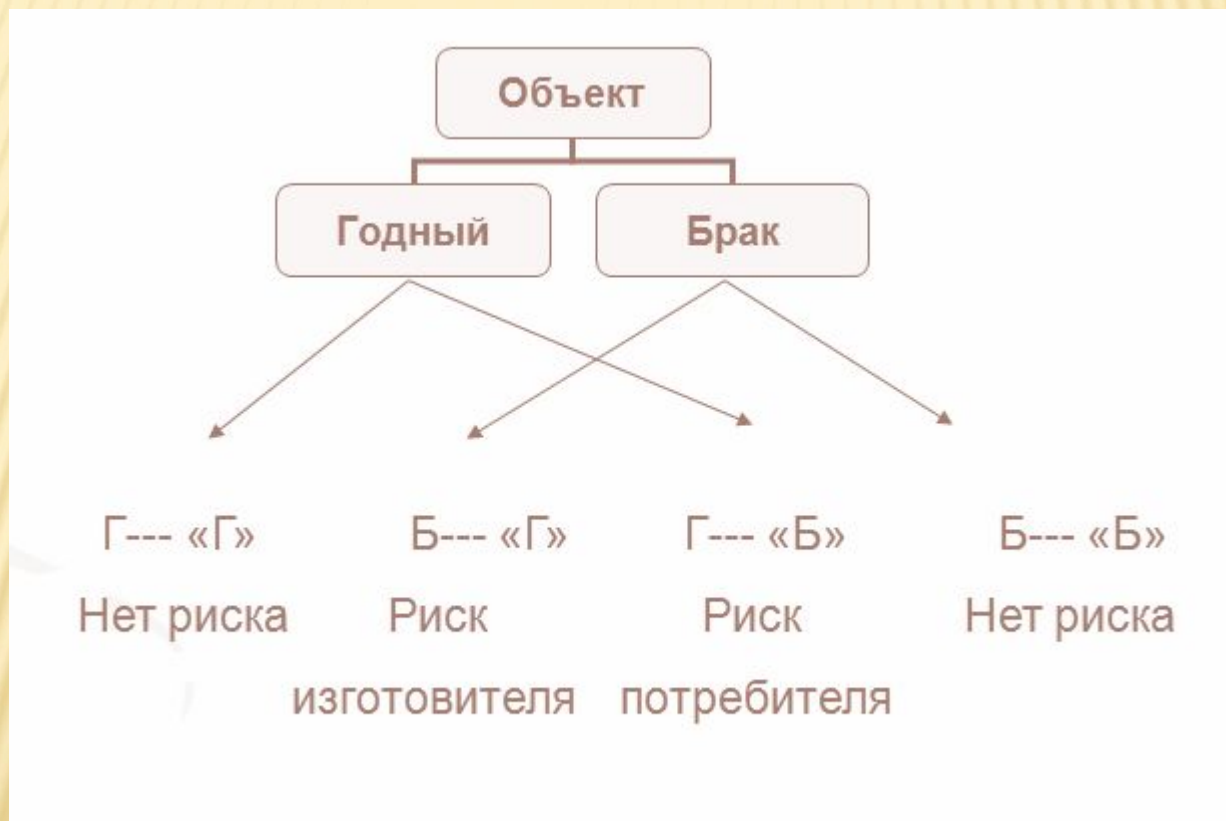 Объект
Годный Брак
Г--- «Г» Б--- «Г» Г--- «Б» Б--- «Б»
Нет риска Риск Риск Нет риска
изготовителя потребителя